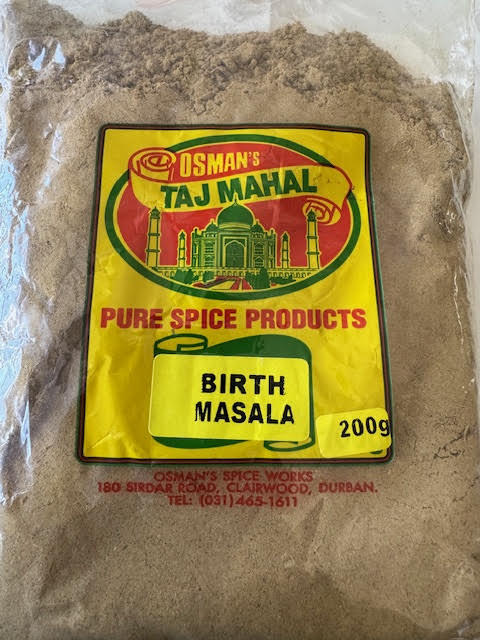 OSMAN'S
TAJ MAHAL
PURE SPICE PRODUCTS
BIRTH
MASALA
200g
OSMAN'S SPICE WORKS
180 SIRDAR ROAD, CLAIRWOOD, DURBAN.
TEL: (031) 465-1611